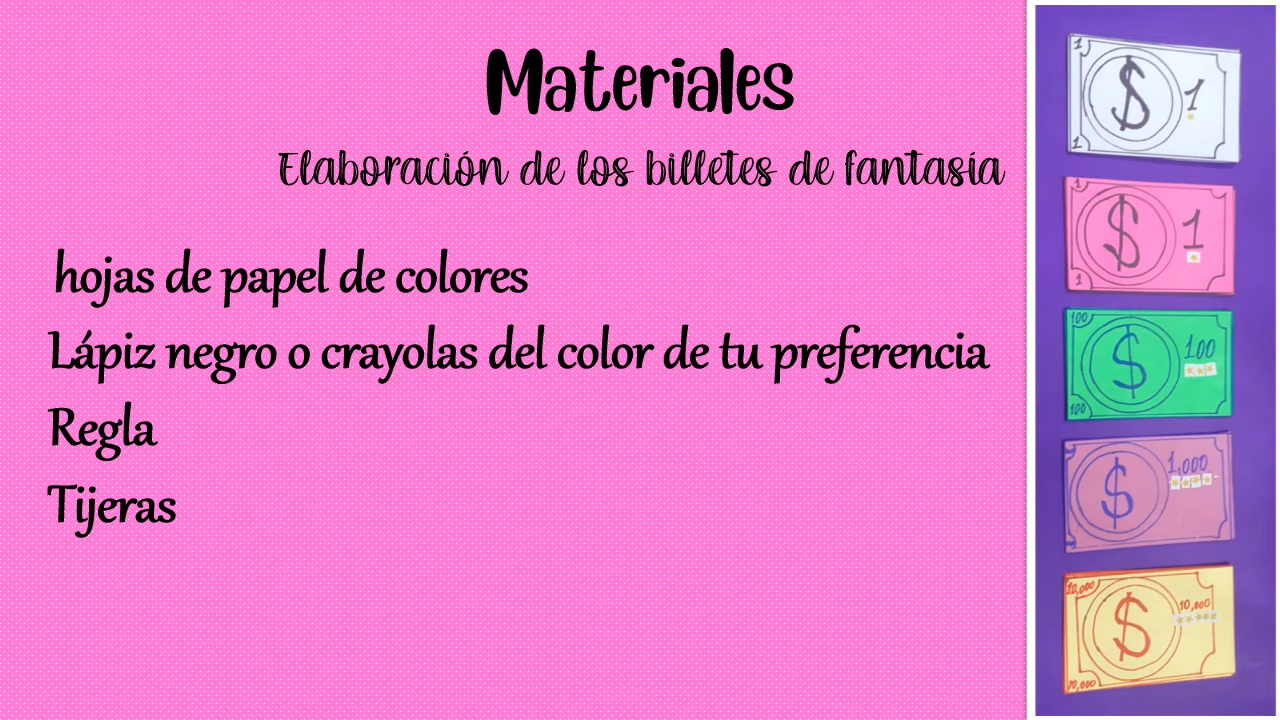 Materiales
Elaboración de los billetes de fantasía
hojas de papel de colores
Lápiz negro o crayolas del color de tu preferencia
Regla
Tijeras
1
$ 1
1
1
$ 1
1
100
$ 100
100
1,000
$
10,000
$ 10,000
10,000